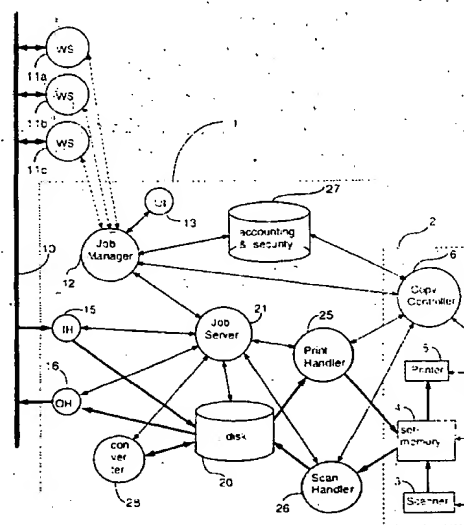 WS
11a
WS
11b
WS
11c
1
27
UI
13
accounting
& security
2
6
Job
Manager
12
10
Copy
Controller
15
IH
21
Job
Server
25
Print
Handler
5
Printer
16
OH
4
set-
memory
disk
con
ver
ter
28
20
Scan
Handler
26
3
Scanner